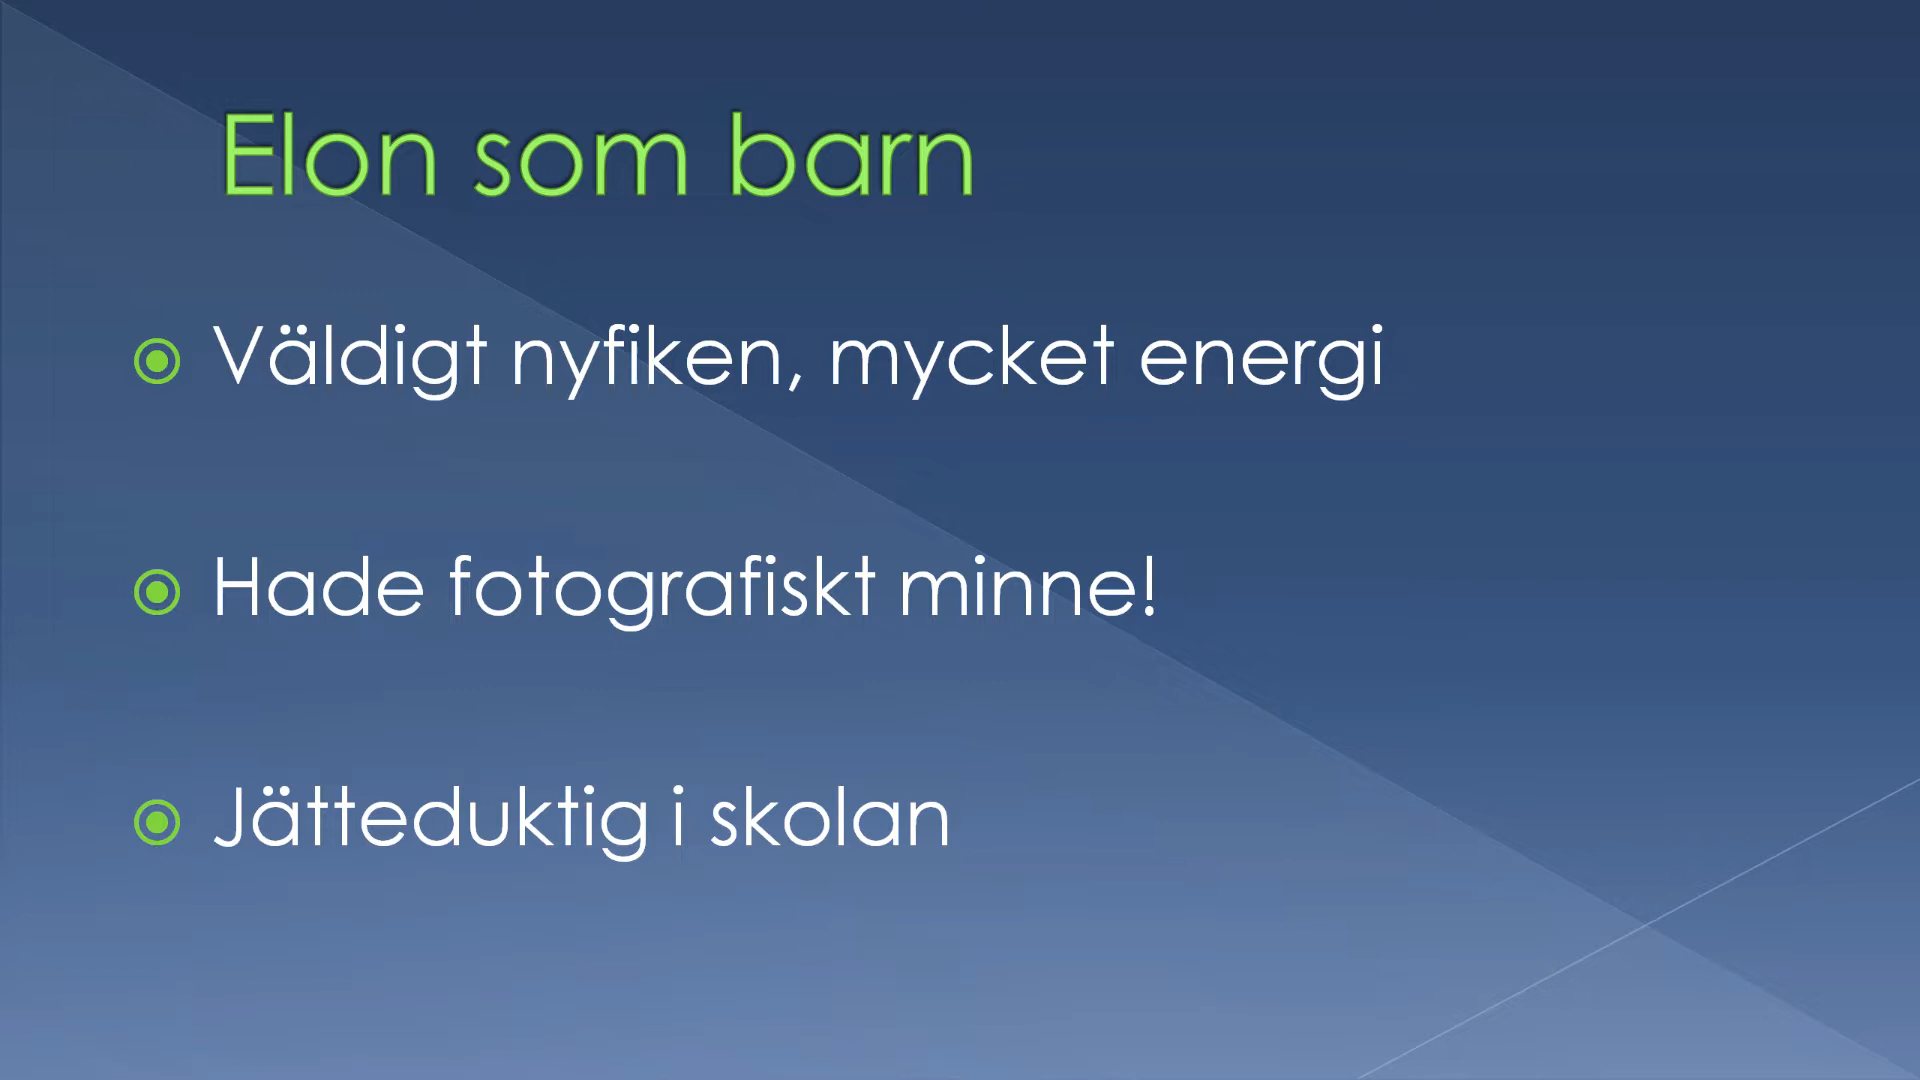 Elon som barn
Väldigt nyfiken, mycket energi
Hade fotografiskt minne!
Jätteduktig i skolan